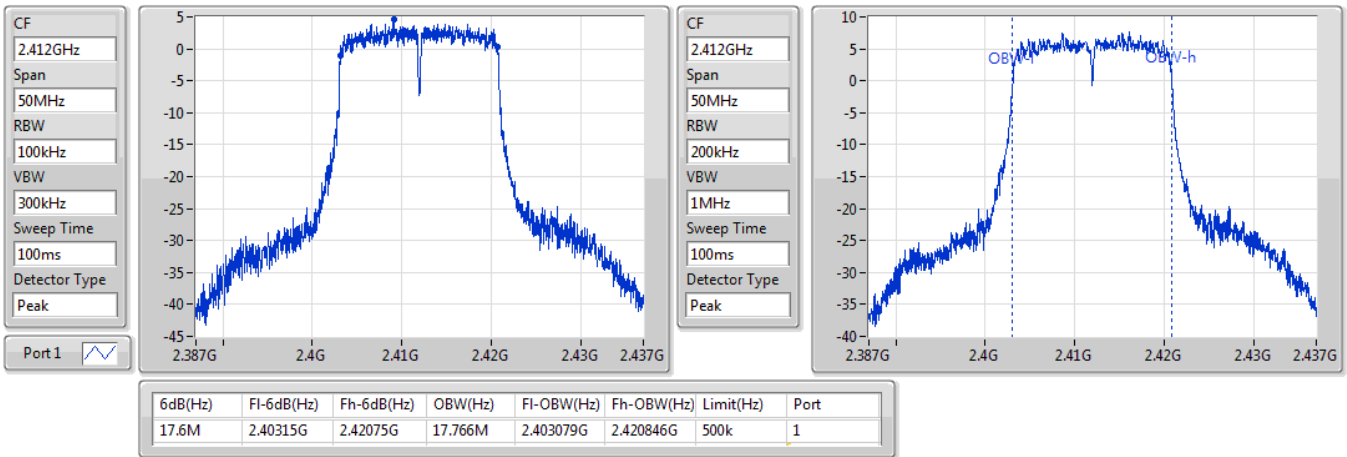 CF
2.412GHz
Span
50MHz
RBW
100kHz
VBW
300kHz
Sweep Time
100ms
Detector Type
Peak
Port 1
5
0
-5
-10
-15
-20
-25
-30
-35
-40
-45
2.387G 2.4G 2.41G 2.42G 2.43G 2.437G
CF
2.412GHz
Span
50MHz
RBW
200kHz
VBW
1MHz
Sweep Time
100ms
Detector Type
Peak
10
5
0
-5
-10
-15
-20
-25
-30
-35
-40
OBW-l OBW-h
2.387G 2.4G 2.41G 2.42G 2.43G 2.437G
6dB(Hz) Fl-6dB(Hz) Fh-6dB(Hz) OBW(Hz) Fl-OBW(Hz) Fh-OBW(Hz) Limit(Hz) Port
17.6M 2.40315G 2.42075G 17.766M 2.403079G 2.420846G 500k 1